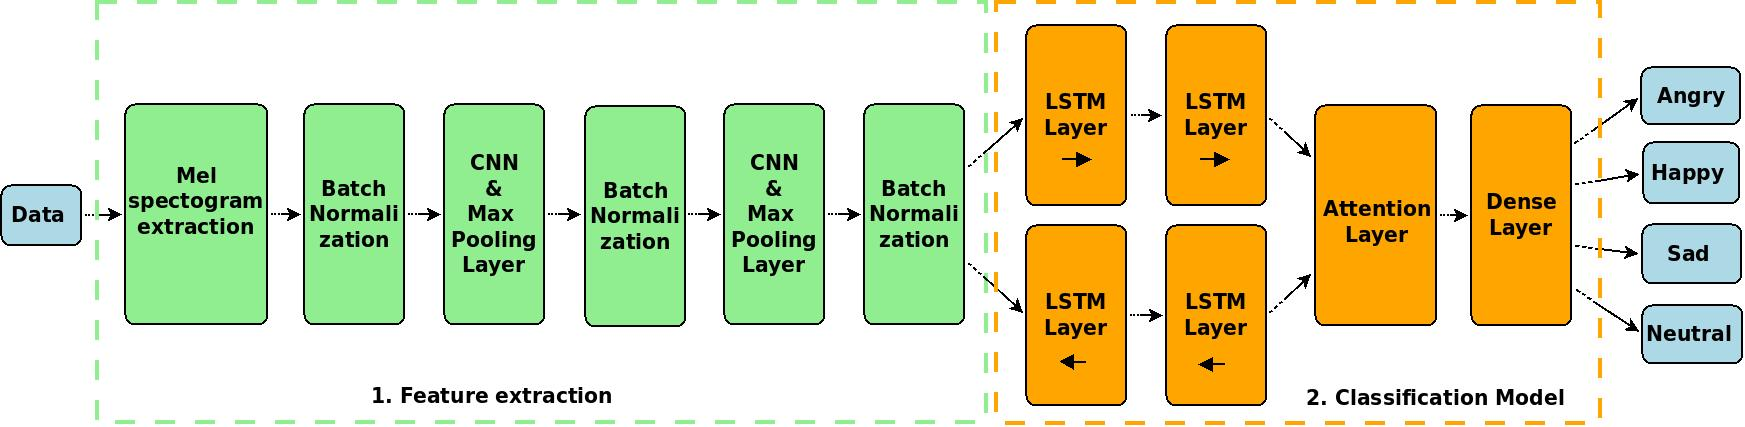 Data
Mel
spectogram
extraction
Batch
Normali
zation
CNN
&
Max
Pooling
Layer
Batch
Normali
zation
CNN
&
Max
Pooling
Layer
Batch
Normali
zation
1. Feature extraction
LSTM
Layer
LSTM
Layer
LSTM
Layer
LSTM
Layer
Attention
Layer
Dense
Layer
2. Classification Model
Angry
Happy
Sad
Neutral